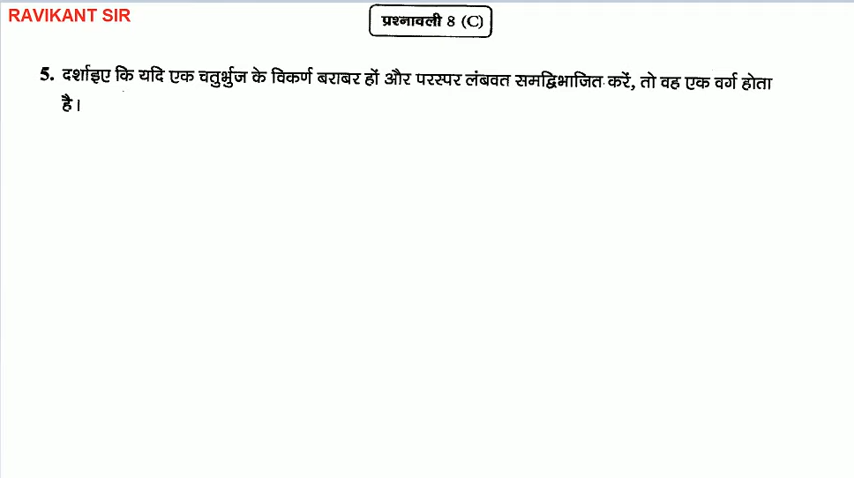 RAVIKANT SIR
प्रश्नावली 8 (C)
5. दर्शाइए कि यदि एक चतुर्भुज के विकर्ण बराबर हों और परस्पर लंबवत समद्विभाजित करें, तो वह एक वर्ग होता
है।